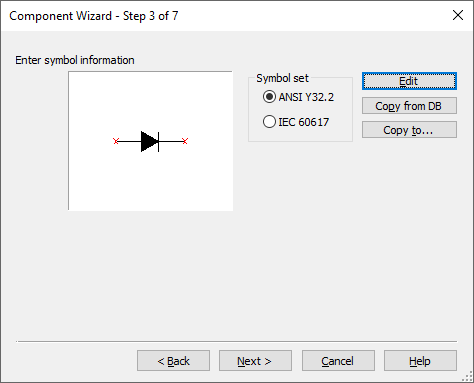 Component Wizard - Step 3 of 7
Enter symbol information
Symbol set
ANSI Y32.2
IEC 60617
Edit
Copy from DB
Copy to...
< Back
Next >
Cancel
Help